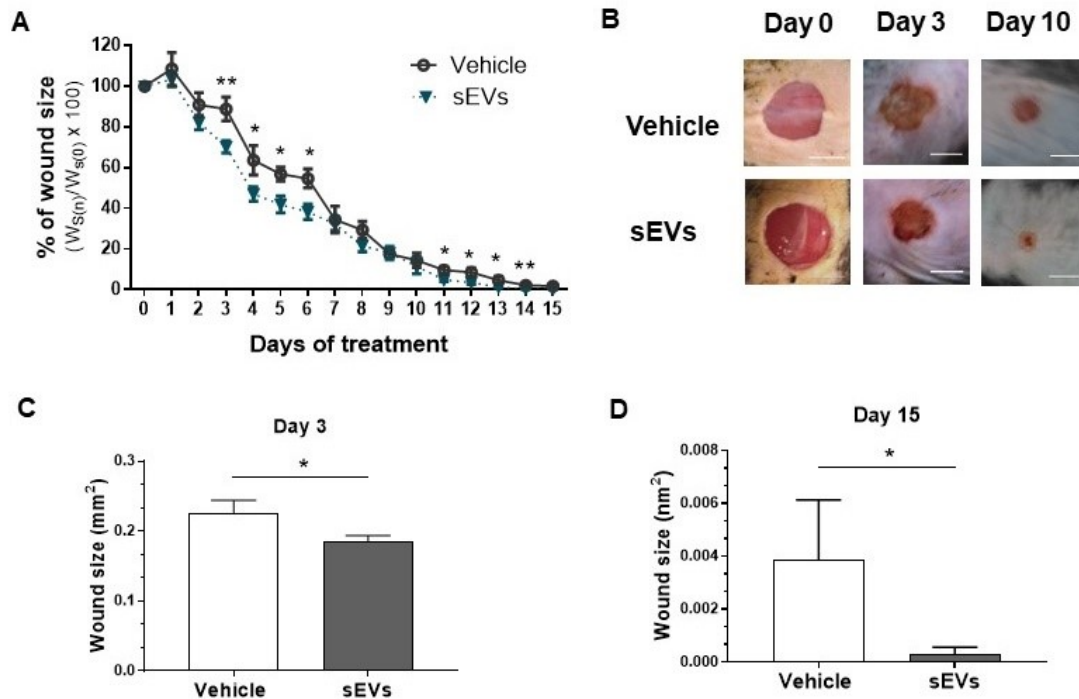 A
120
100
80
60
40
20
0
% of wound size
(W_S(n)/W_S(0) x 100)
Vehicle
sEVs
**
*
*
*
*
*
*
**
0 1 2 3 4 5 6 7 8 9 10 11 12 13 14 15
Days of treatment
B
Day 0 Day 3 Day 10
Vehicle
sEVs
C
Day 3
*
0.3
0.2
0.1
0.0
Wound size (mm²)
Vehicle sEVs
D
Day 15
*
0.008
0.006
0.004
0.002
0.000
Wound size (nm²)
Vehicle sEVs